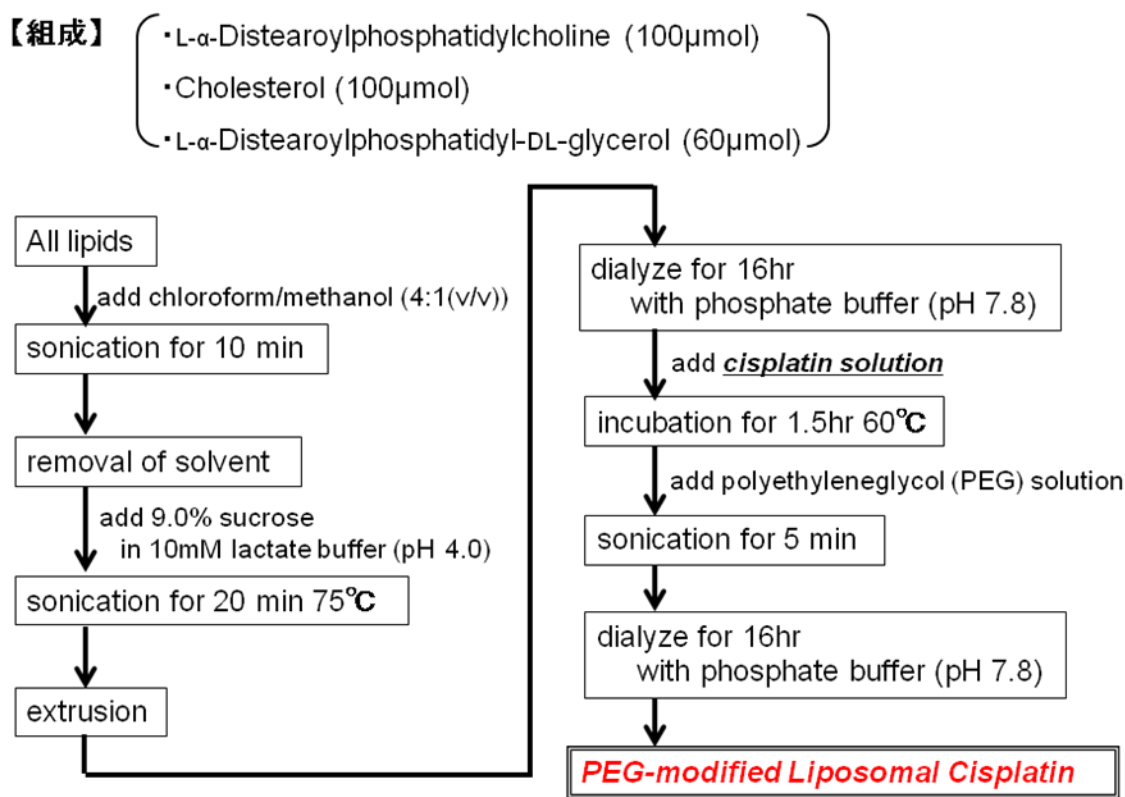 【組成】
・L-α-Distearoylphosphatidylcholine (100μmol)
・Cholesterol (100μmol)
・L-α-Distearoylphosphatidyl-DL-glycerol (60μmol)
All lipids
add chloroform/methanol (4:1(v/v))
sonication for 10 min
removal of solvent
add 9.0% sucrose
in 10mM lactate buffer (pH 4.0)
sonication for 20 min 75℃
extrusion
dialyze for 16hr
with phosphate buffer (pH 7.8)
add cisplatin solution
incubation for 1.5hr 60℃
add polyethyleneglycol (PEG) solution
sonication for 5 min
dialyze for 16hr
with phosphate buffer (pH 7.8)
PEG-modified Liposomal Cisplatin